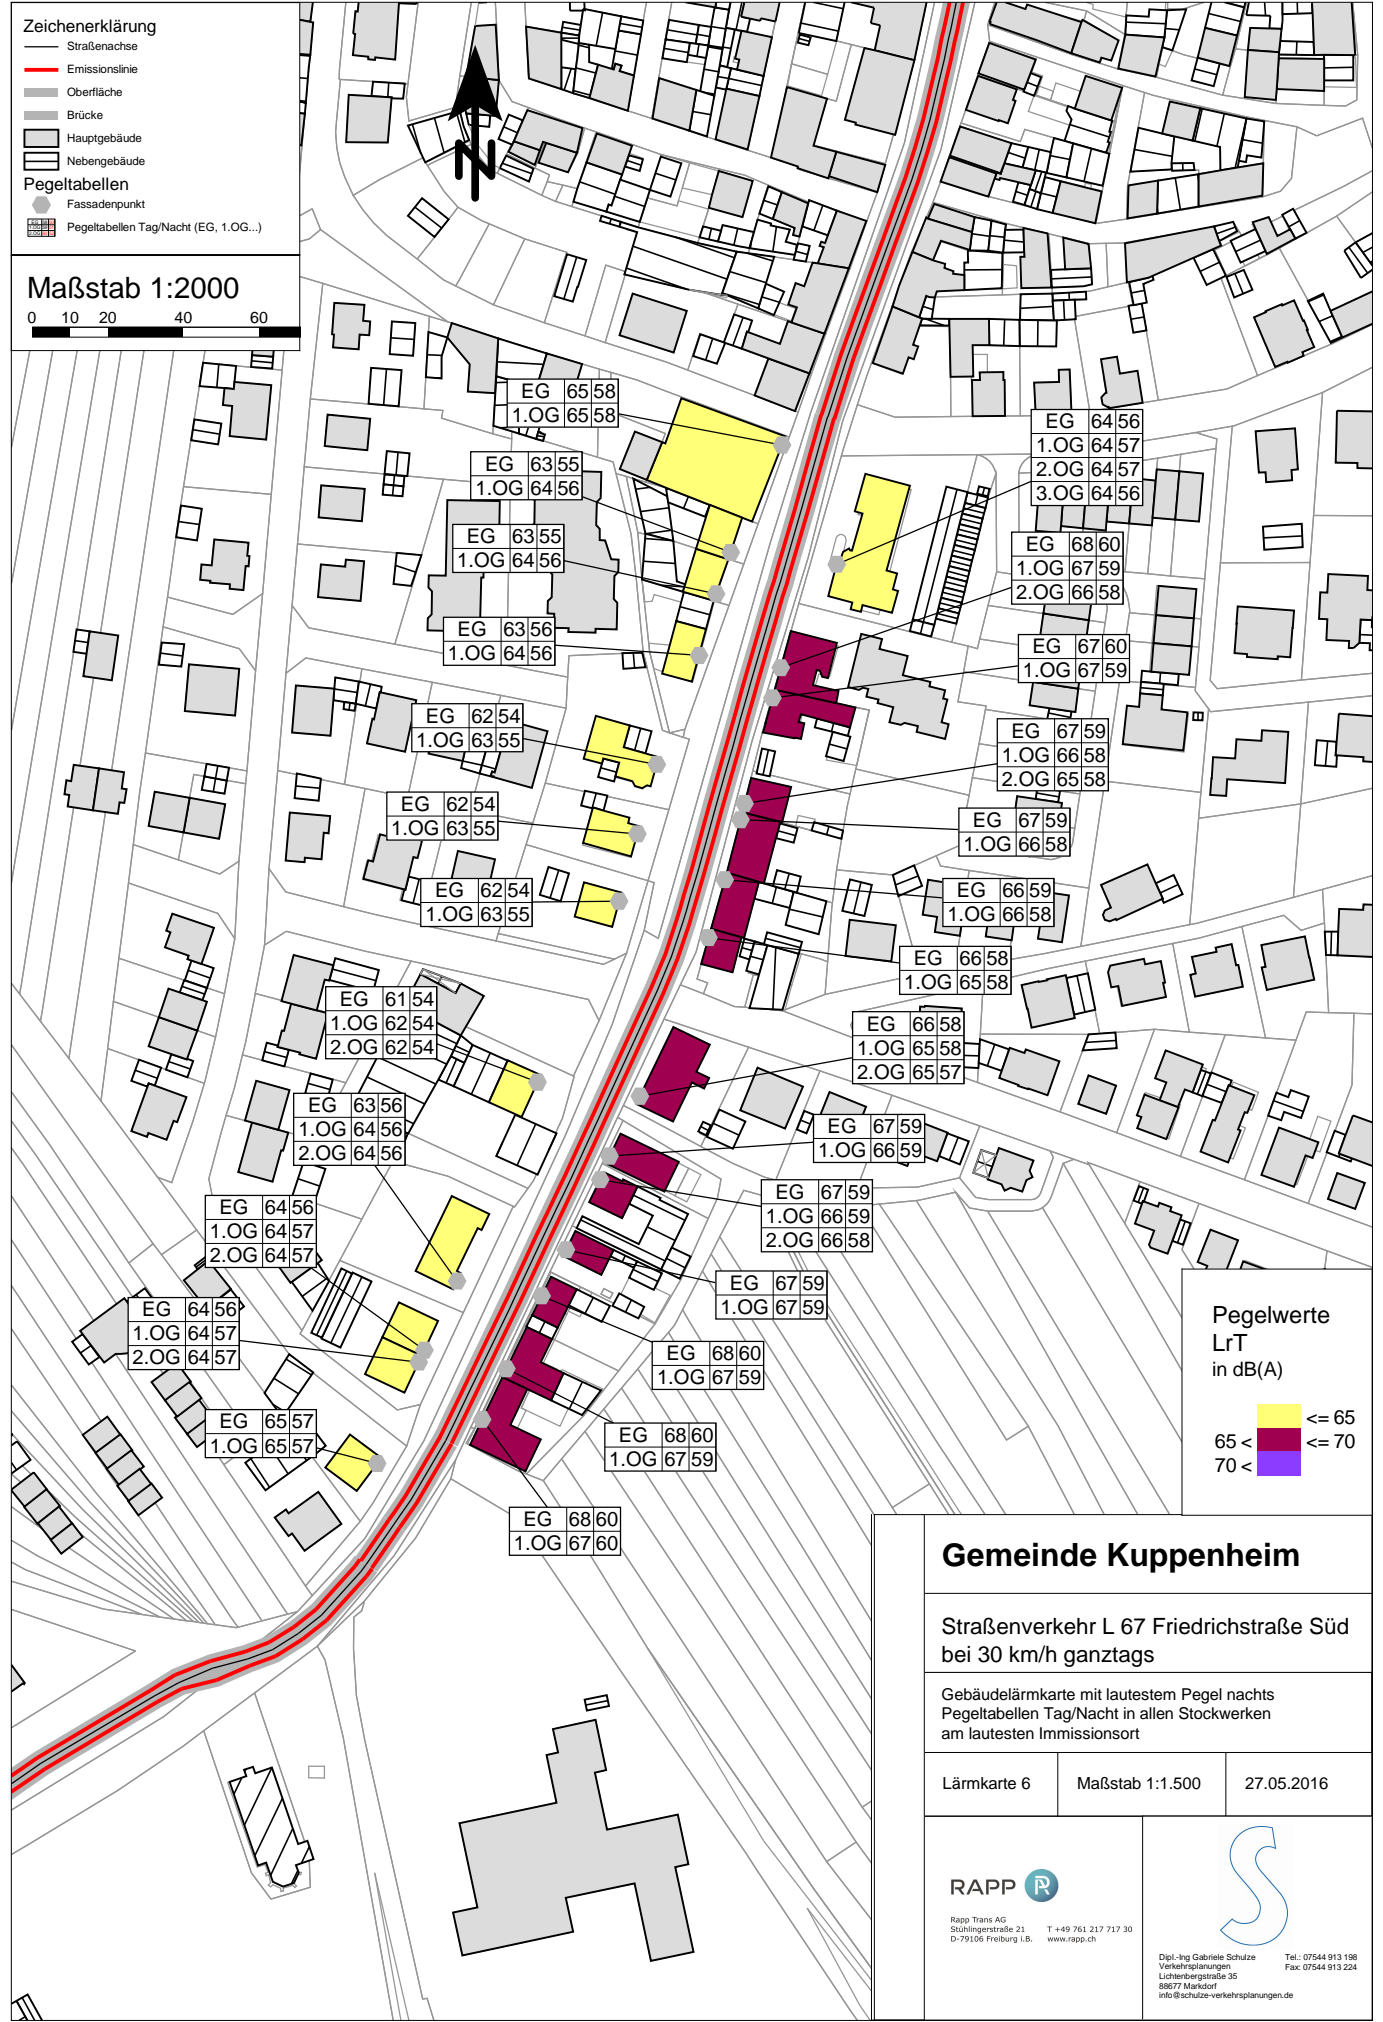 Zeichenerklärung
Straßenachse
Emissionslinie
Oberfläche
Brücke
Hauptgebäude
Nebengebäude
Pegeltabellen
Fassadenpunkt
Pegeltabellen Tag/Nacht (EG, 1.OG...)
Maßstab 1:2000
0 10 20 40 60
N
EG 65 58
1.OG 65 58
EG 64 56
1.OG 64 57
2.OG 64 57
3.OG 64 56
EG 63 55
1.OG 64 56
EG 63 55
1.OG 64 56
EG 68 60
1.OG 67 59
2.OG 66 58
EG 63 56
1.OG 64 56
EG 67 60
1.OG 67 59
EG 62 54
1.OG 63 55
EG 67 59
1.OG 66 58
2.OG 65 58
EG 62 54
1.OG 63 55
EG 67 59
1.OG 66 58
EG 62 54
1.OG 63 55
EG 66 59
1.OG 66 58
EG 66 58
1.OG 65 58
EG 61 54
1.OG 62 54
2.OG 62 54
EG 66 58
1.OG 65 58
2.OG 65 57
EG 63 56
1.OG 64 56
2.OG 64 56
EG 67 59
1.OG 66 59
EG 67 59
1.OG 66 59
2.OG 66 58
EG 64 56
1.OG 64 57
2.OG 64 57
EG 67 59
1.OG 67 59
EG 64 56
1.OG 64 57
2.OG 64 57
EG 68 60
1.OG 67 59
EG 65 57
1.OG 65 57
EG 68 60
1.OG 67 59
EG 68 60
1.OG 67 60
Pegelwerte
LrT
in dB(A)
<= 65
65 < <= 70
70 <
Gemeinde Kuppenheim
Straßenverkehr L 67 Friedrichstraße Süd
bei 30 km/h ganztags
Gebäudelärmkarte mit lautestem Pegel nachts
Pegeltabellen Tag/Nacht in allen Stockwerken
am lautesten Immissionsort
Lärmkarte 6 Maßstab 1:1.500 27.05.2016
RAPP R
Rapp Trans AG
Stühlingerstraße 21 T +49 761 217 717 30
D-79106 Freiburg i.B. www.rapp.ch
Dipl.-Ing Gabriele Schulze Tel.: 07544 913 198
Verkehrsplanungen Fax: 07544 913 224
Lichtenbergstraße 35
88677 Markdorf
info@schulze-verkehrsplanungen.de